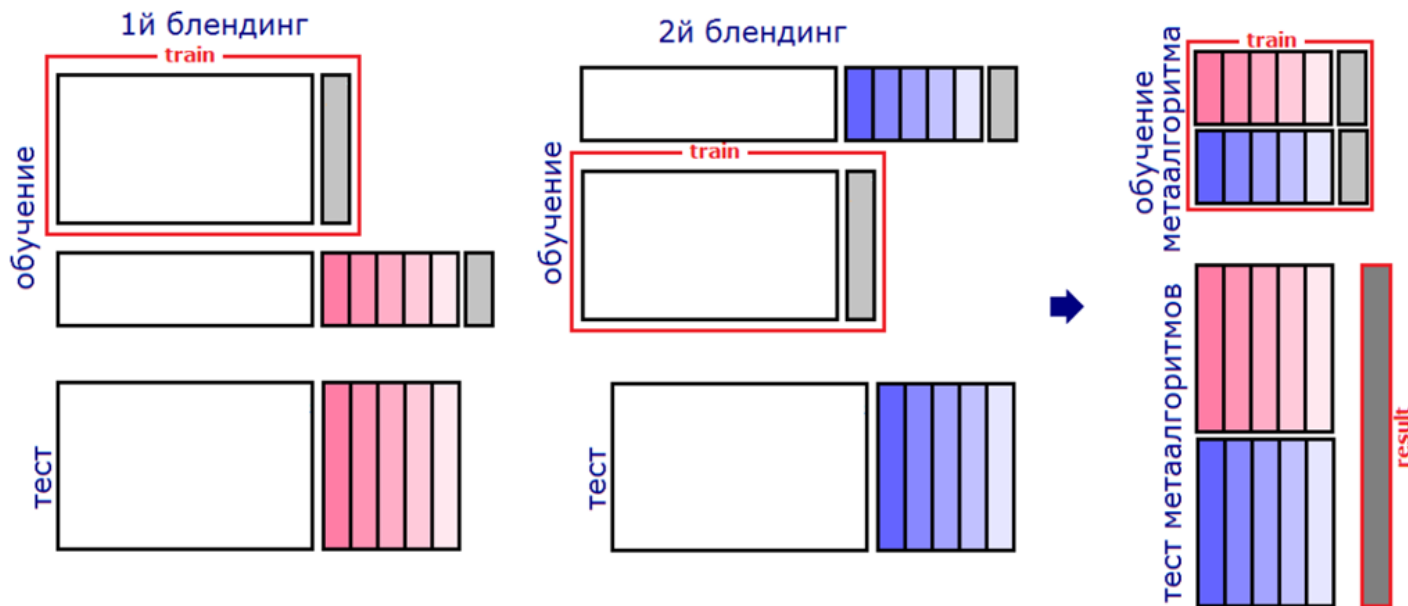 1й блендинг
train
обучение
тест
2й блендинг
train
обучение
тест
train
обучение
метаалгоритма
тест метаалгоритмов
result